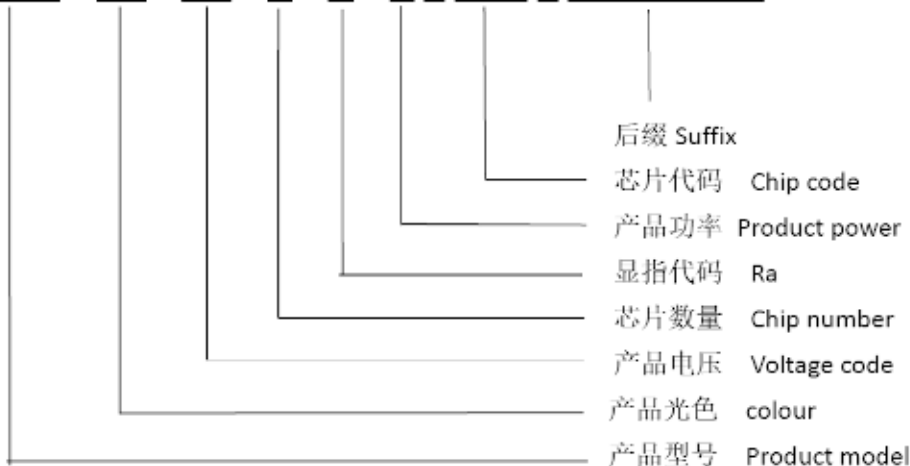 后缀 Suffix
芯片代码 Chip code
产品功率 Product power
显指代码 Ra
芯片数量 Chip number
产品电压 Voltage code
产品光色 colour
产品型号 Product model